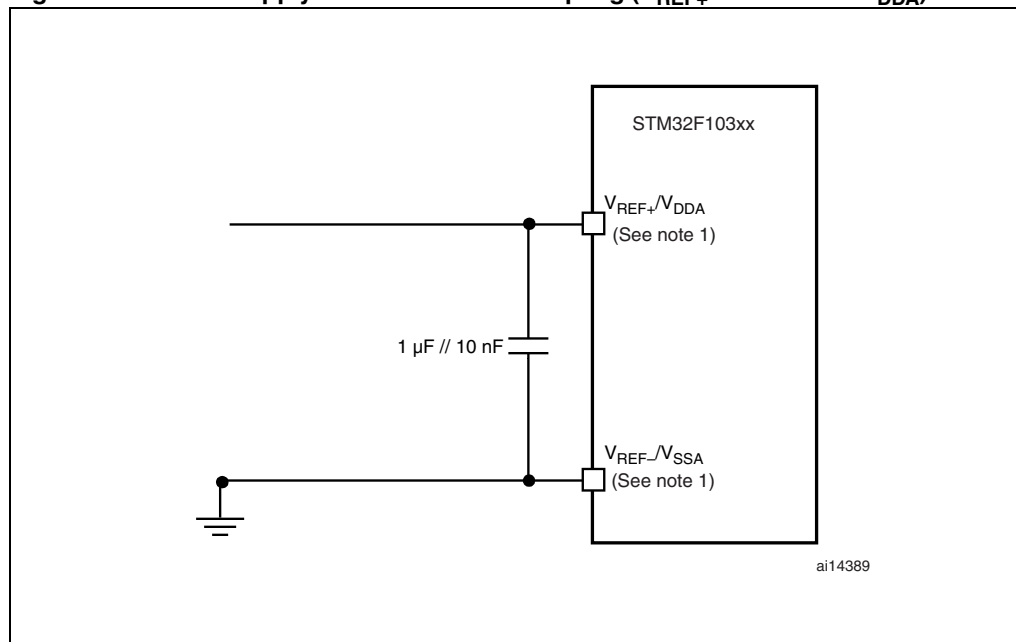 STM32F103xx
VREF+/VDDA
(See note 1)
1 µF // 10 nF
VREF–/VSSA
(See note 1)
ai14389